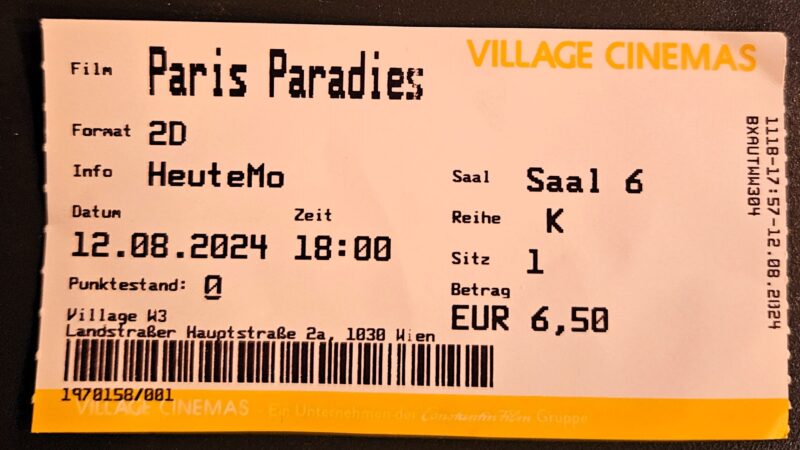 VILLAGE CINEMAS
Film Paris Paradies
Format 2D
Info HeuteMo
Datum Zeit
12.08.2024 18:00
Punktestand: 0
Village W3
Landstraßer Hauptstraße 2a, 1030 Wien
1970158/001
Saal Saal 6
Reihe K
Sitz 1
Betrag
EUR 6,50
1118-17:57-12.08.2024
BXAUTWW304
VILLAGE CINEMAS - Ein Unternehmen der Constantin Film Gruppe